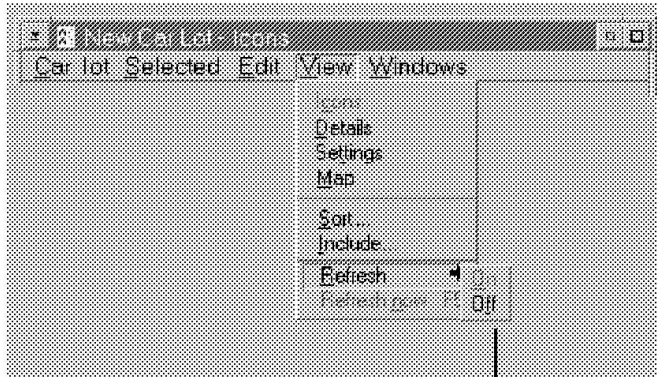 New Car Lot - Icons
Car lot Selected Edit View Windows
Icons
Details
Settings
Map
Sort...
Include...
Refresh
On
Refresh now
Off